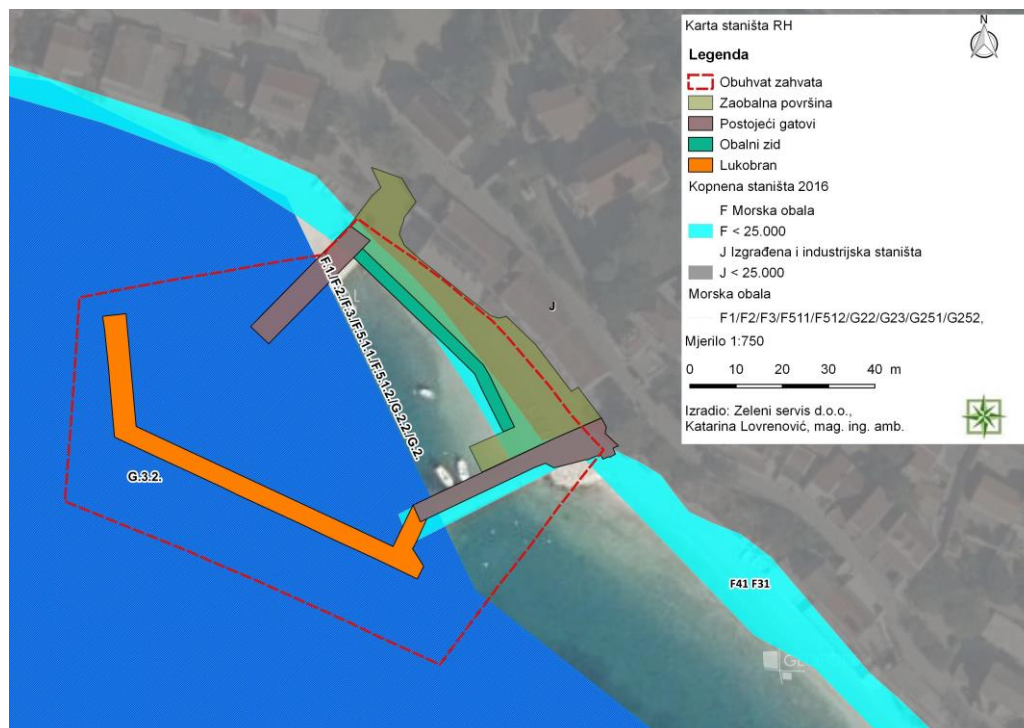 Karta staništa RH
N
Legenda
Obuhvat zahvata
Zaobalna površina
Postojeći gatovi
Obalni zid
Lukobran
Kopnena staništa 2016
F Morska obala
F < 25.000
J Izgrađena i industrijska staništa
J < 25.000
Morska obala
F1/F2/F3/F511/F512/G22/G23/G251/G252,
Mjerilo 1:750
0 10 20 30 40 m
Izradio: Zeleni servis d.o.o.,
Katarina Lovrenović, mag. ing. amb.
J
F.1./F.2./F.3./F.5.1.1./F.5.1.2./G.2.2./G.2.
G.3.2.
F41 F31